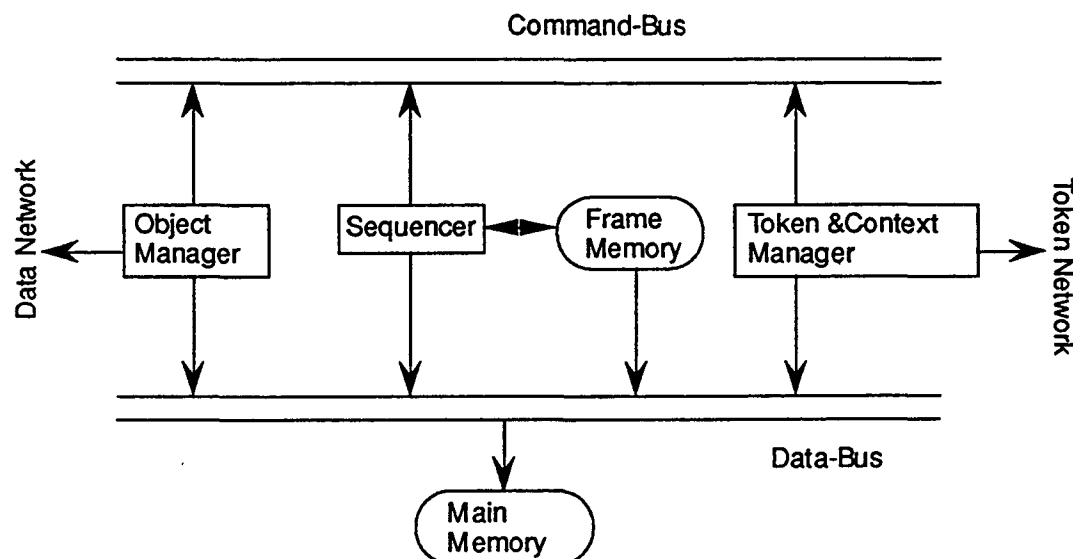 Command-Bus
Data Network
Object
Manager
Sequencer
Frame
Memory
Token &Context
Manager
Token Network
Data-Bus
Main
Memory